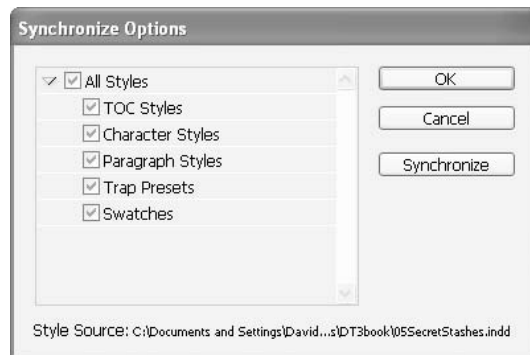 Synchronize Options
All Styles
TOC Styles
Character Styles
Paragraph Styles
Trap Presets
Swatches
OK
Cancel
Synchronize
Style Source: C:\Documents and Settings\David...s\DT3book\05SecretStashes.indd